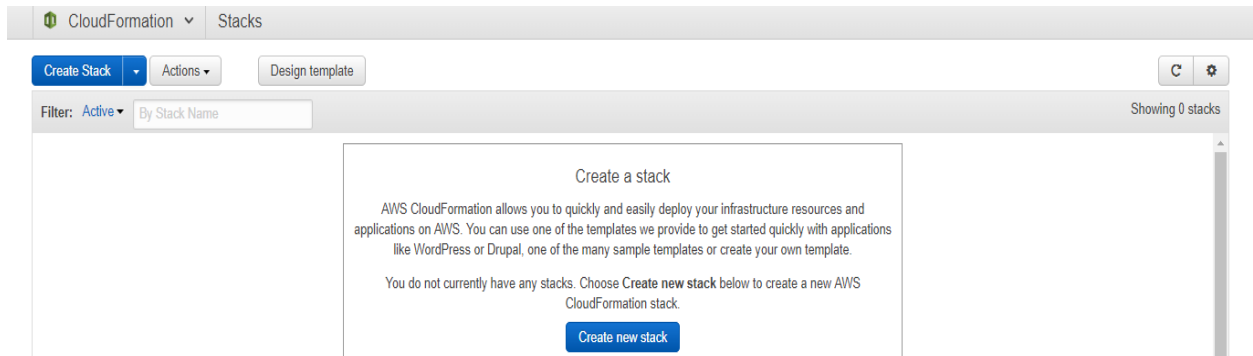 CloudFormation Stacks
Create Stack Actions Design template
Filter: Active By Stack Name Showing 0 stacks
Create a stack
AWS CloudFormation allows you to quickly and easily deploy your infrastructure resources and
applications on AWS. You can use one of the templates we provide to get started quickly with applications
like WordPress or Drupal, one of the many sample templates or create your own template.
You do not currently have any stacks. Choose Create new stack below to create a new AWS
CloudFormation stack.
Create new stack